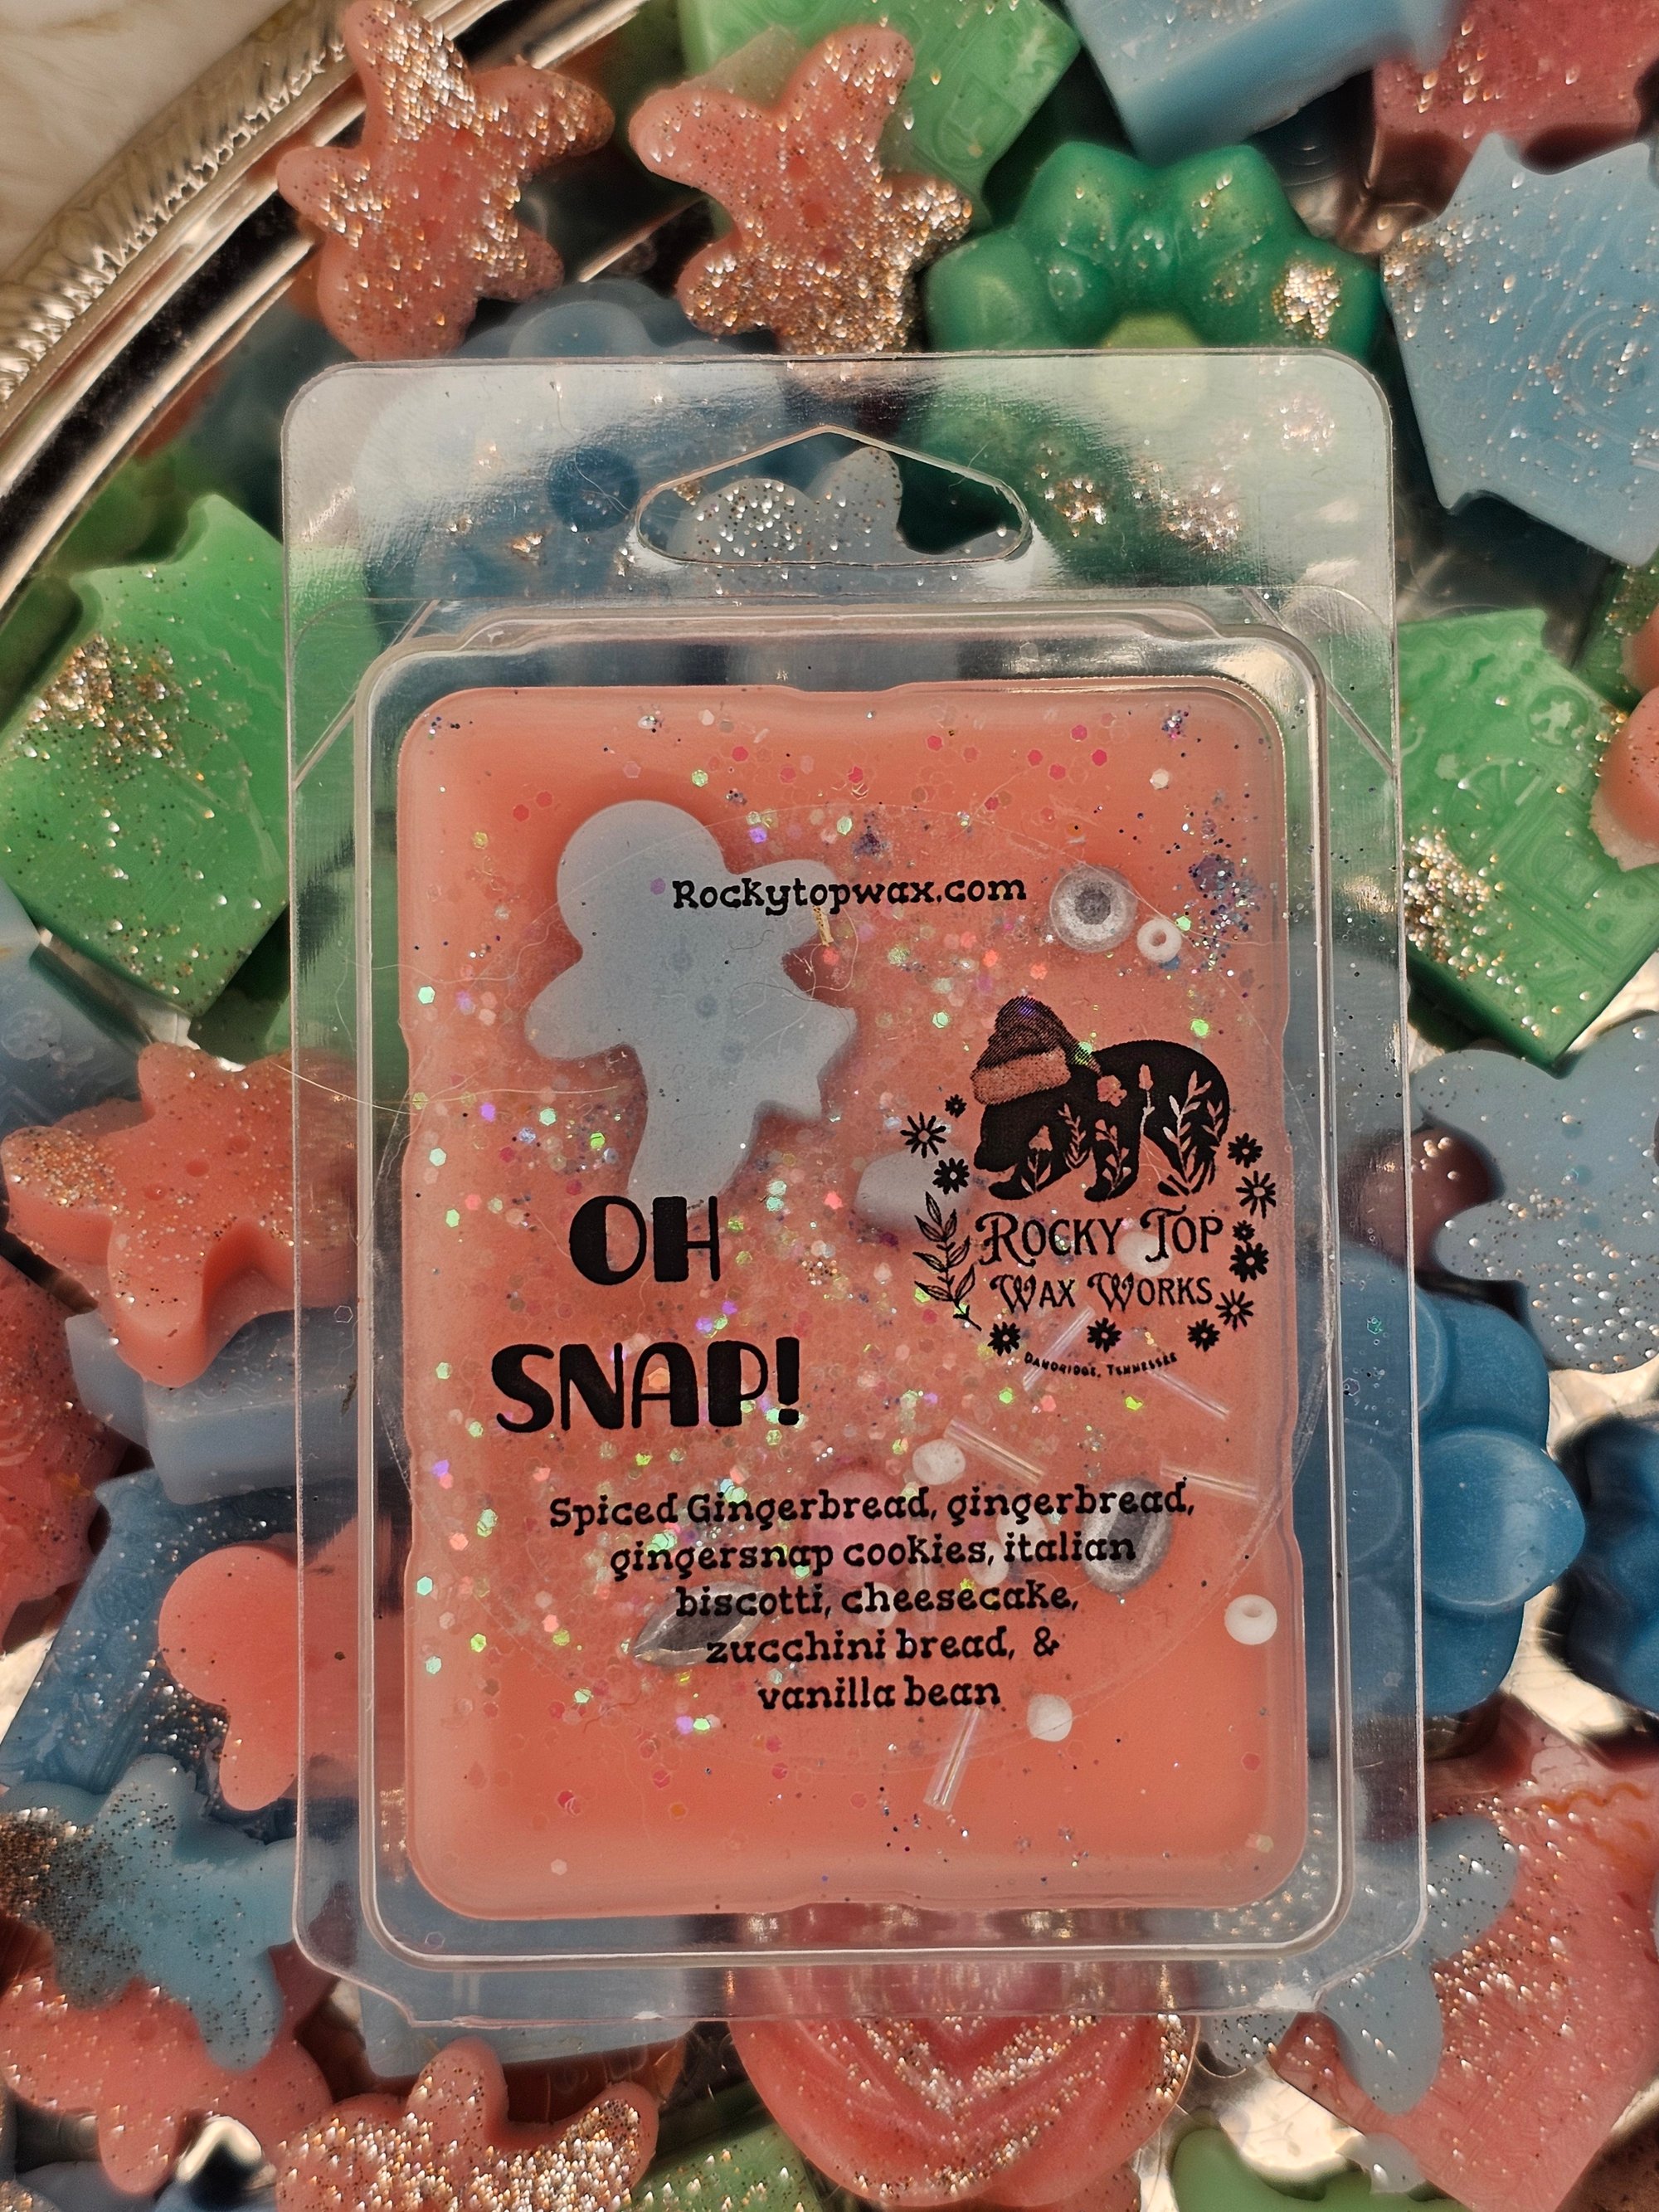 Rockytopwax.com
OH
SNAP!
Rocky Top
Wax Works
Dandridge, Tennessee
Spiced Gingerbread, gingerbread,
gingersnap cookies, italian
biscotti, cheesecake,
zucchini bread, &
vanilla bean